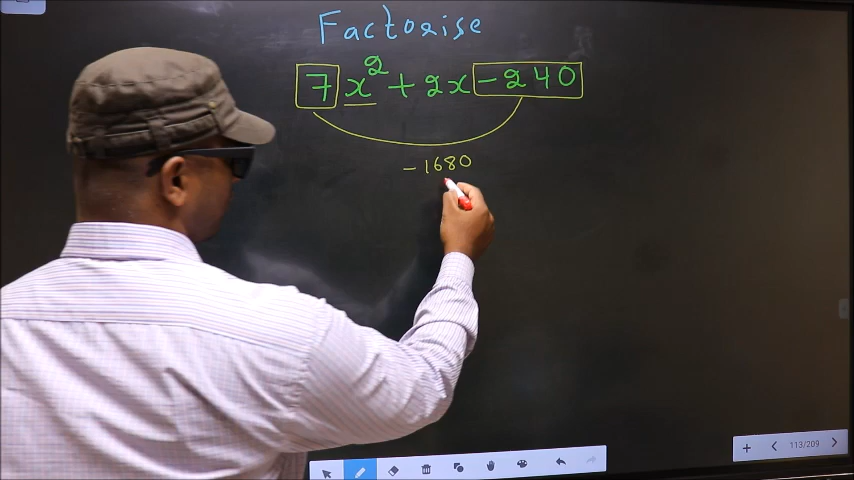 Factorise
7x² + 2x - 240
- 1680
113/209